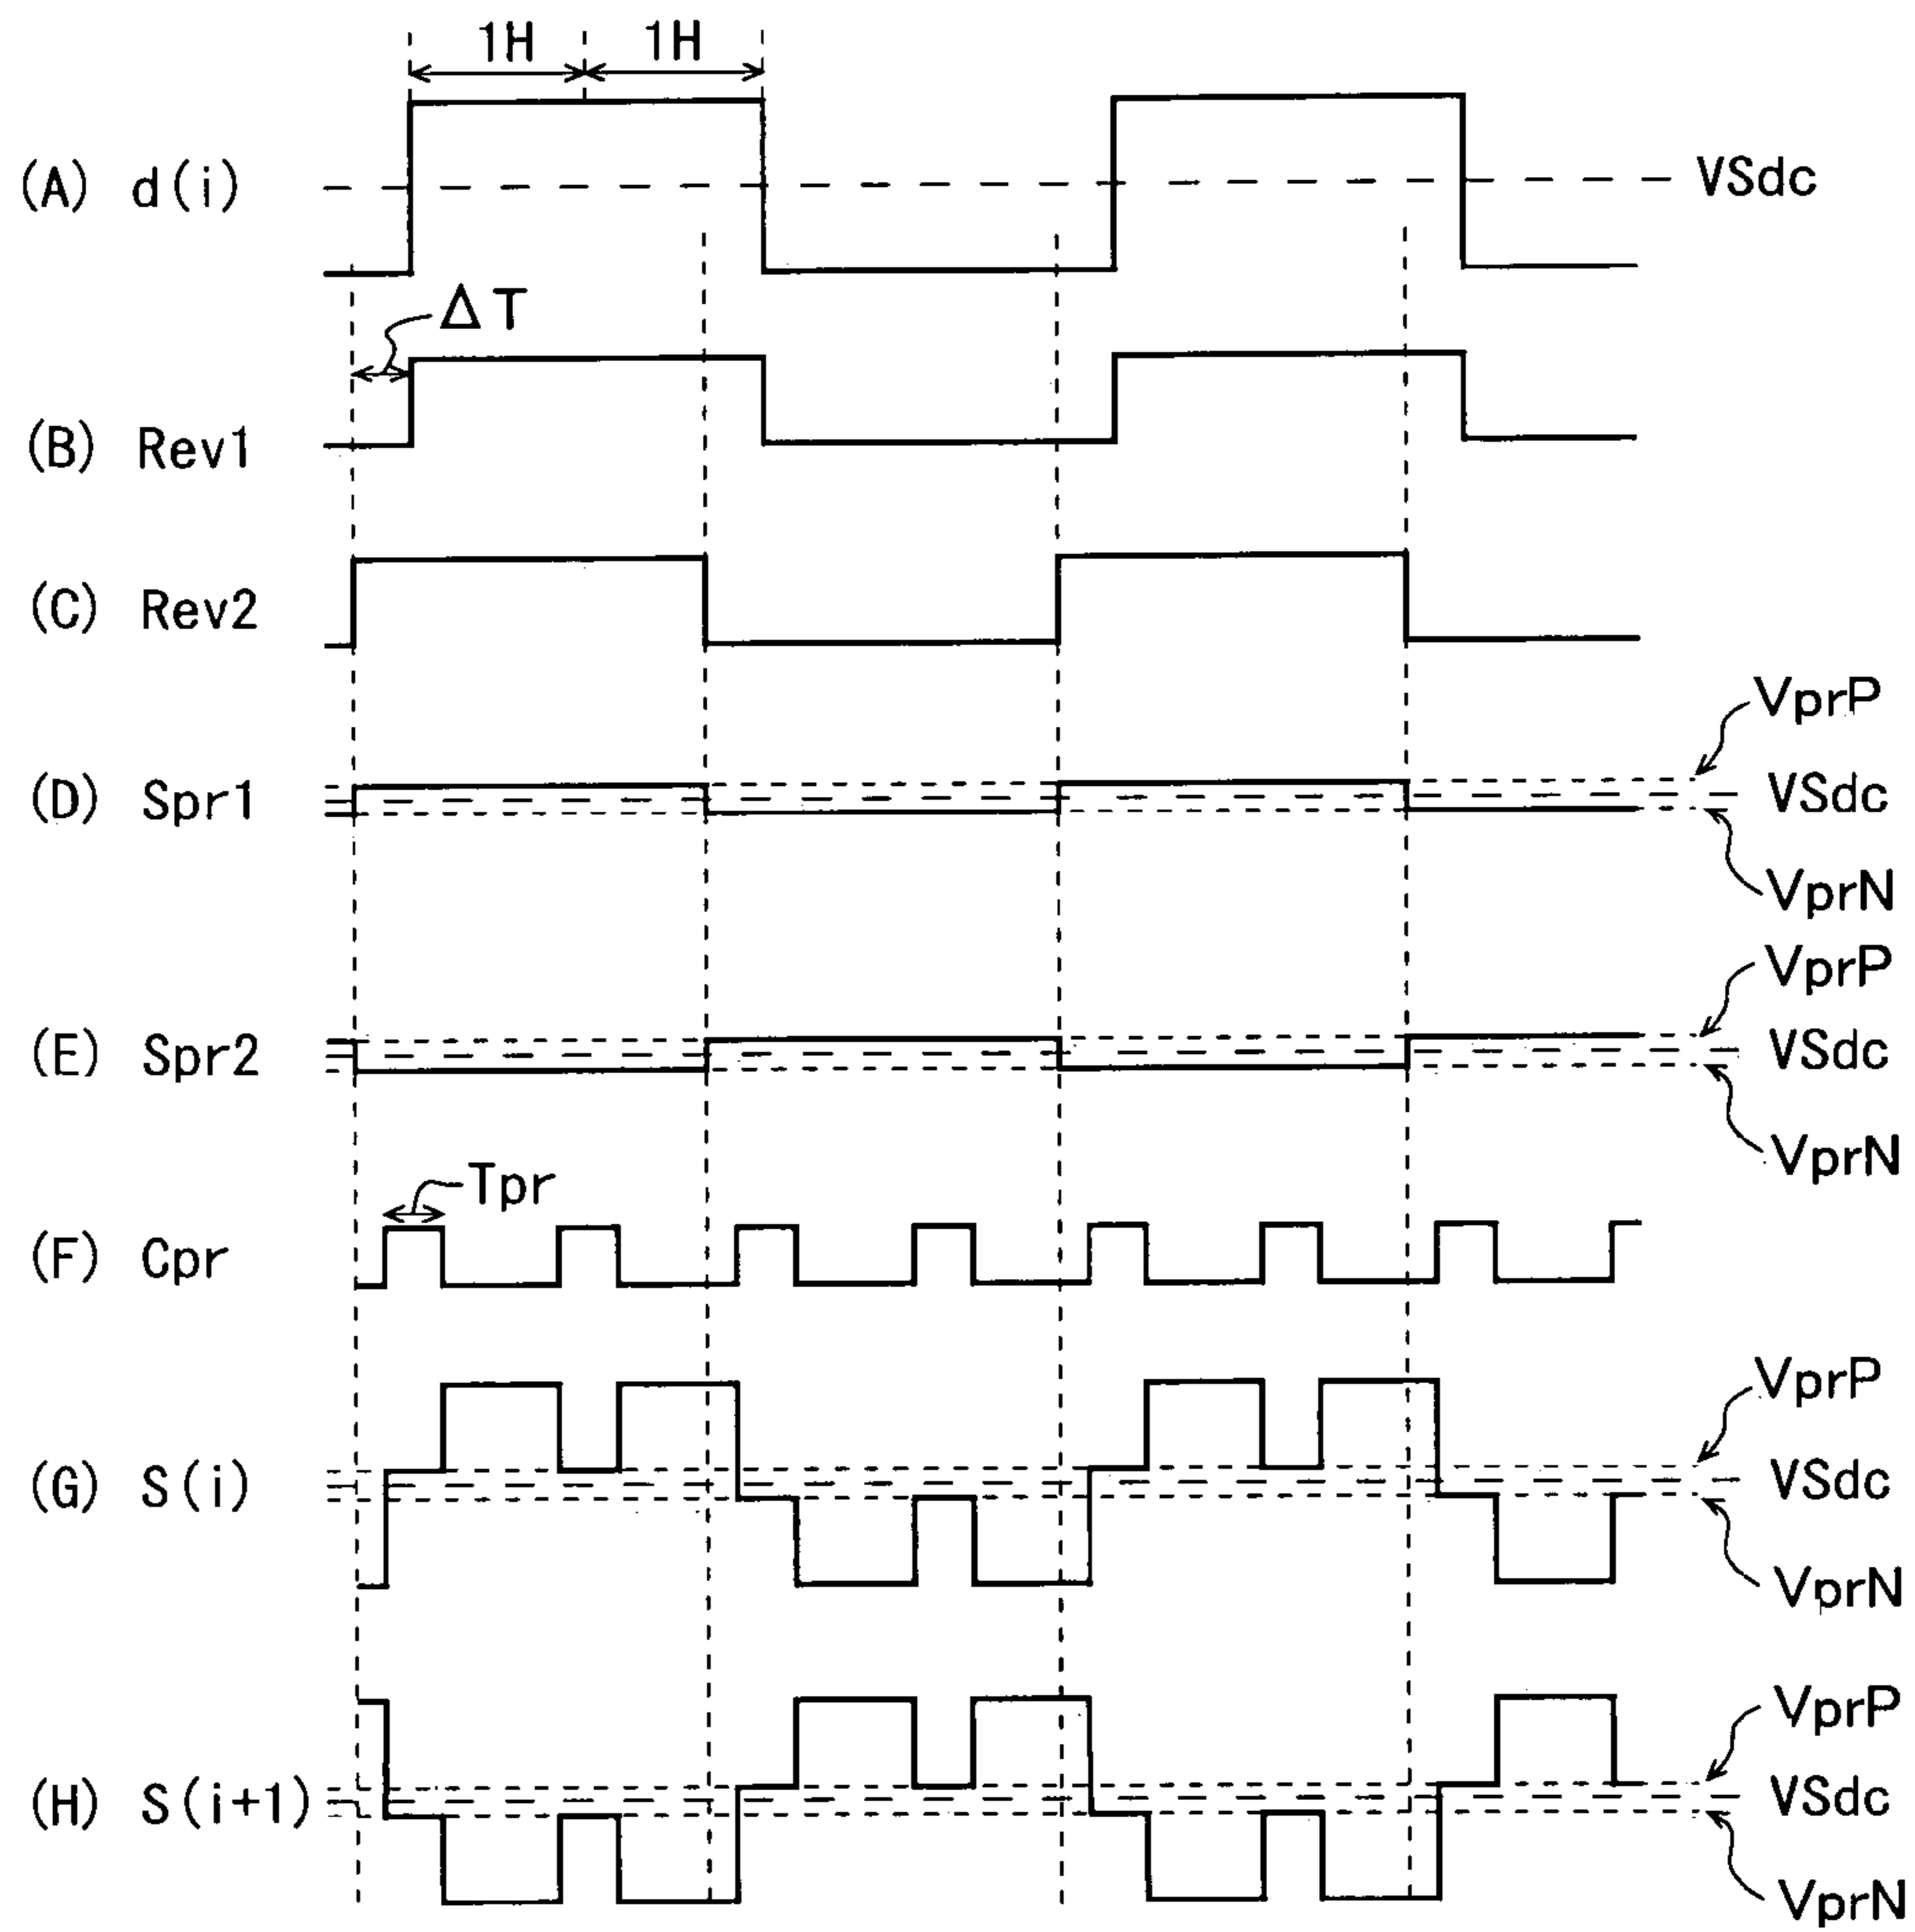 1H 1H
(A) d(i) VSdc
ΔT
(B) Rev1
(C) Rev2
VprP
(D) Spr1 VSdc
VprN
VprP
(E) Spr2 VSdc
VprN
Tpr
(F) Cpr
VprP
(G) S(i) VSdc
VprN
VprP
(H) S(i+1) VSdc
VprN